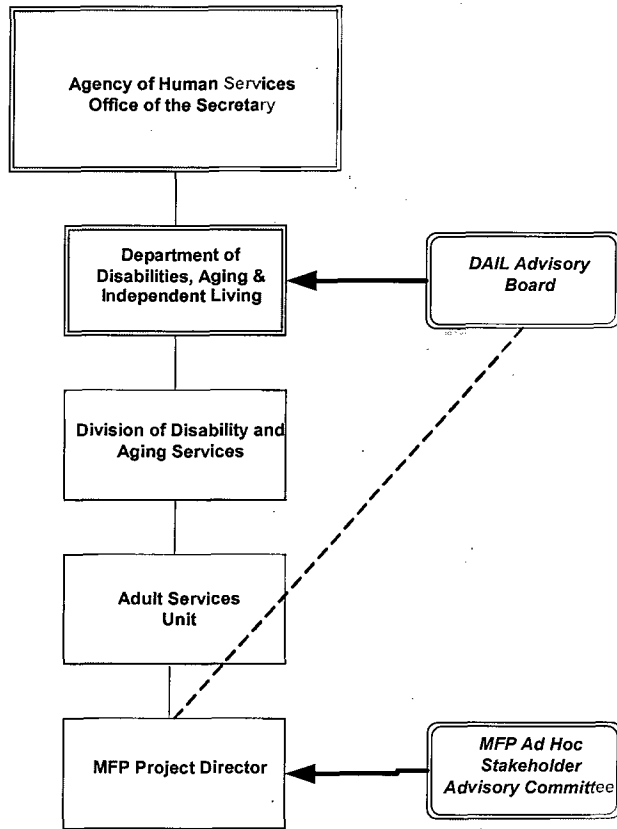 Agency of Human Services
Office of the Secretary
Department of
Disabilities, Aging &
Independent Living
DAIL Advisory
Board
Division of Disability and
Aging Services
Adult Services
Unit
MFP Project Director
MFP Ad Hoc
Stakeholder
Advisory Committee